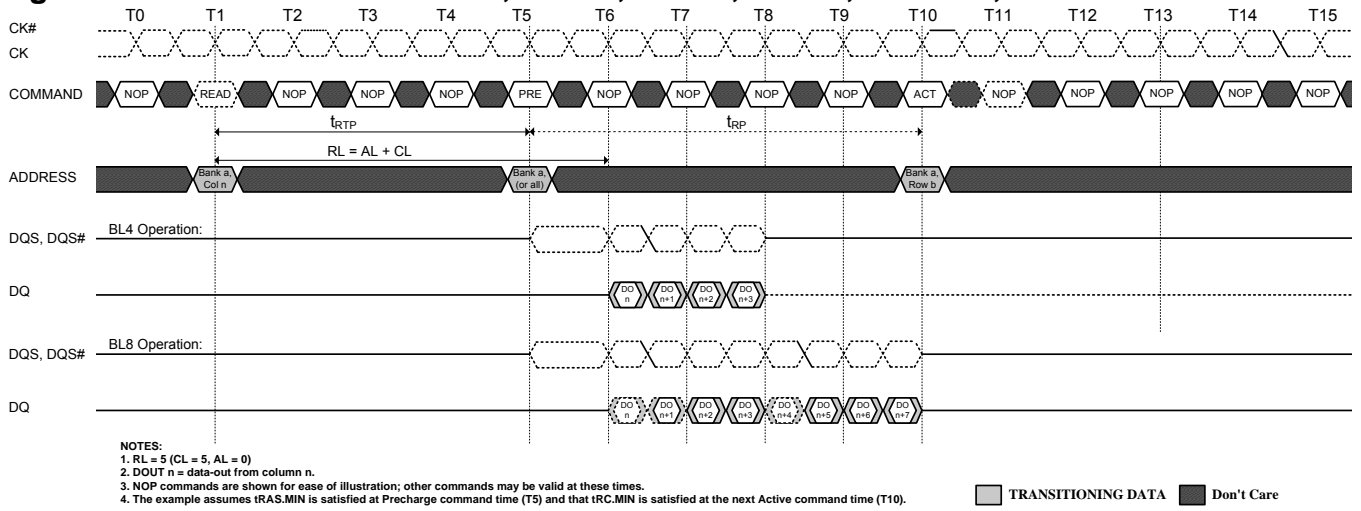 T0 T1 T2 T3 T4 T5 T6 T7 T8 T9 T10 T11 T12 T13 T14 T15
CK#
CK
COMMAND NOP READ NOP NOP NOP PRE NOP NOP NOP NOP ACT NOP NOP NOP NOP NOP
tRTP tRP
RL = AL + CL
ADDRESS
Bank a, Col n
Bank a, (or all)
Bank a, Row b
DQS, DQS# BL4 Operation:
DQ
DO n
DO n+1
DO n+2
DO n+3
DQS, DQS# BL8 Operation:
DQ
DO n
DO n+1
DO n+2
DO n+3
DO n+4
DO n+5
DO n+6
DO n+7
NOTES:
1. RL = 5 (CL = 5, AL = 0)
2. DOUT n = data-out from column n.
3. NOP commands are shown for ease of illustration; other commands may be valid at these times.
4. The example assumes tRAS.MIN is satisfied at Precharge command time (T5) and that tRC.MIN is satisfied at the next Active command time (T10).
TRANSITIONING DATA Don't Care